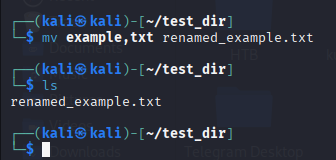 ┌──(kali㉿kali)-[~/test_dir]
└─$ mv example,txt renamed_example.txt
┌──(kali㉿kali)-[~/test_dir]
└─$ ls
renamed_example.txt
┌──(kali㉿kali)-[~/test_dir]
└─$